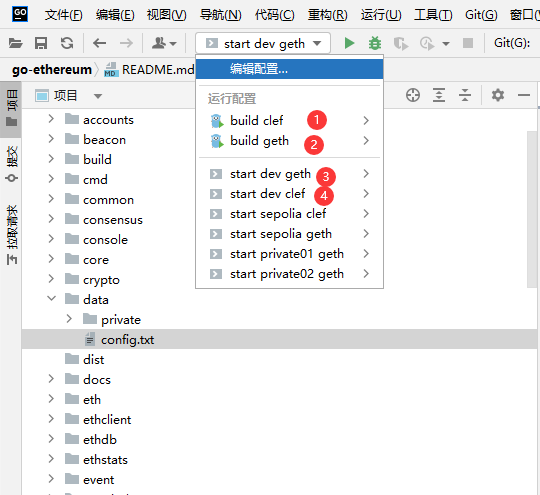 GO
文件(F) 编辑(E) 视图(V) 导航(N) 代码(C) 重构(R) 运行(U) 工具(T) Git(G) 窗口
start dev geth Git(G):
go-ethereum README.md
项目
提交
拉取请求
项目
编辑配置...
运行配置
build clef 1
build geth 2
start dev geth 3
start dev clef 4
start sepolia clef
start sepolia geth
start private01 geth
start private02 geth
accounts
beacon
build
cmd
common
consensus
console
core
crypto
data
private
config.txt
dist
docs
eth
ethclient
ethdb
ethstats
event